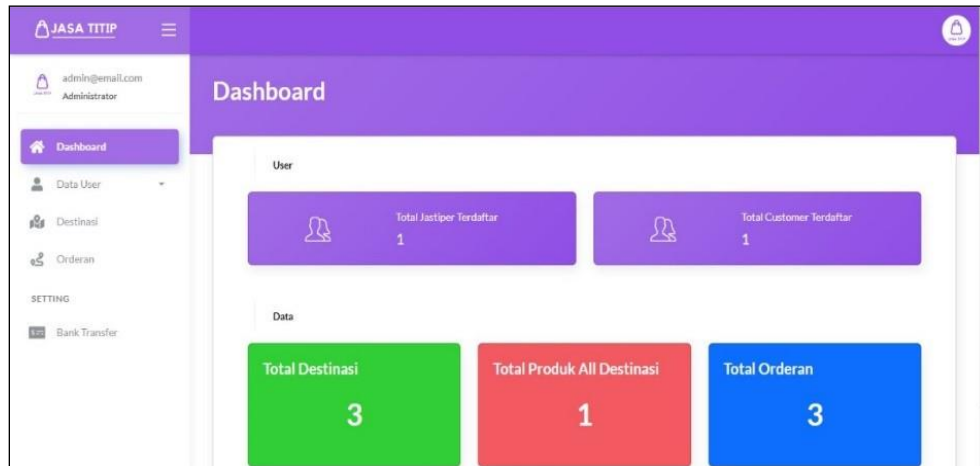 JASA TITIP
admin@email.com
Administrator
Dashboard
Dashboard
Data User
Destinasi
Orderan
SETTING
Bank Transfer
User
Total Jastiper Terdaftar
1
Total Customer Terdaftar
1
Data
Total Destinasi
3
Total Produk All Destinasi
1
Total Orderan
3